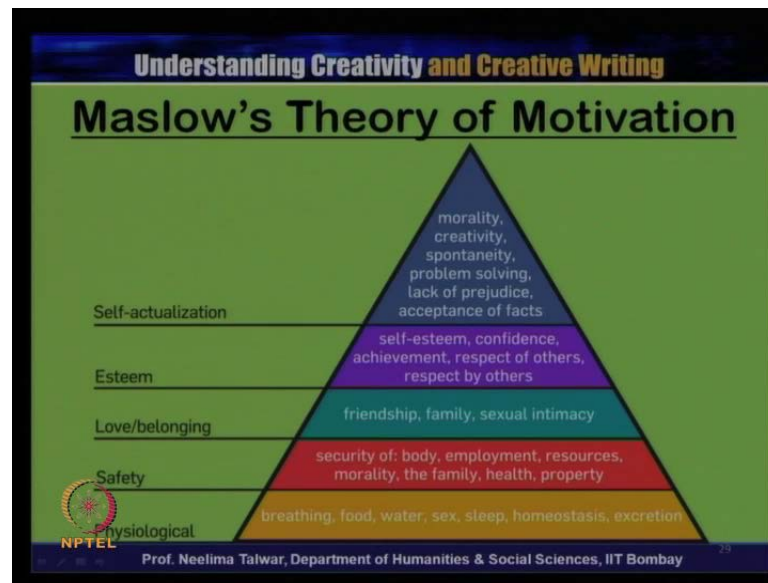 Understanding Creativity and Creative Writing
Maslow's Theory of Motivation
morality,
creativity,
spontaneity,
problem solving,
lack of prejudice,
acceptance of facts
Self-actualization
self-esteem, confidence,
achievement, respect of others,
respect by others
Esteem
friendship, family, sexual intimacy
Love/belonging
security of: body, employment, resources,
morality, the family, health, property
Safety
breathing, food, water, sex, sleep, homeostasis, excretion
Physiological
NPTEL
Prof. Neelima Talwar, Department of Humanities & Social Sciences, IIT Bombay
29